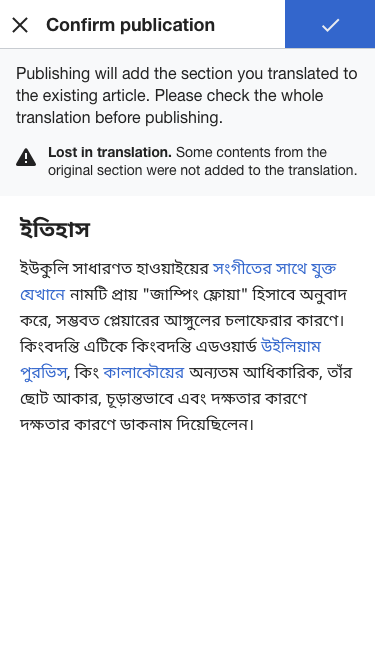 Confirm publication
Publishing will add the section you translated to
the existing article. Please check the whole
translation before publishing.
Lost in translation. Some contents from the
original section were not added to the translation.
ইতিহাস
ইউকুলি সাধারণত হাওয়াইয়ের সংগীতের সাথে যুক্ত
যেখানে নামটি প্রায় "জাম্পিং ফ্লোয়া" হিসাবে অনুবাদ
করে, সম্ভবত প্লেয়ারের আঙ্গুলের চলাফেরার কারণে।
কিংবদন্তি এটিকে কিংবদন্তি এডওয়ার্ড উইলিয়াম
পুরভিস, কিং কালাকৌয়ের অন্যতম আধিকারিক, তাঁর
ছোট আকার, চূড়ান্তভাবে এবং দক্ষতার কারণে
দক্ষতার কারণে ডাকনাম দিয়েছিলেন।